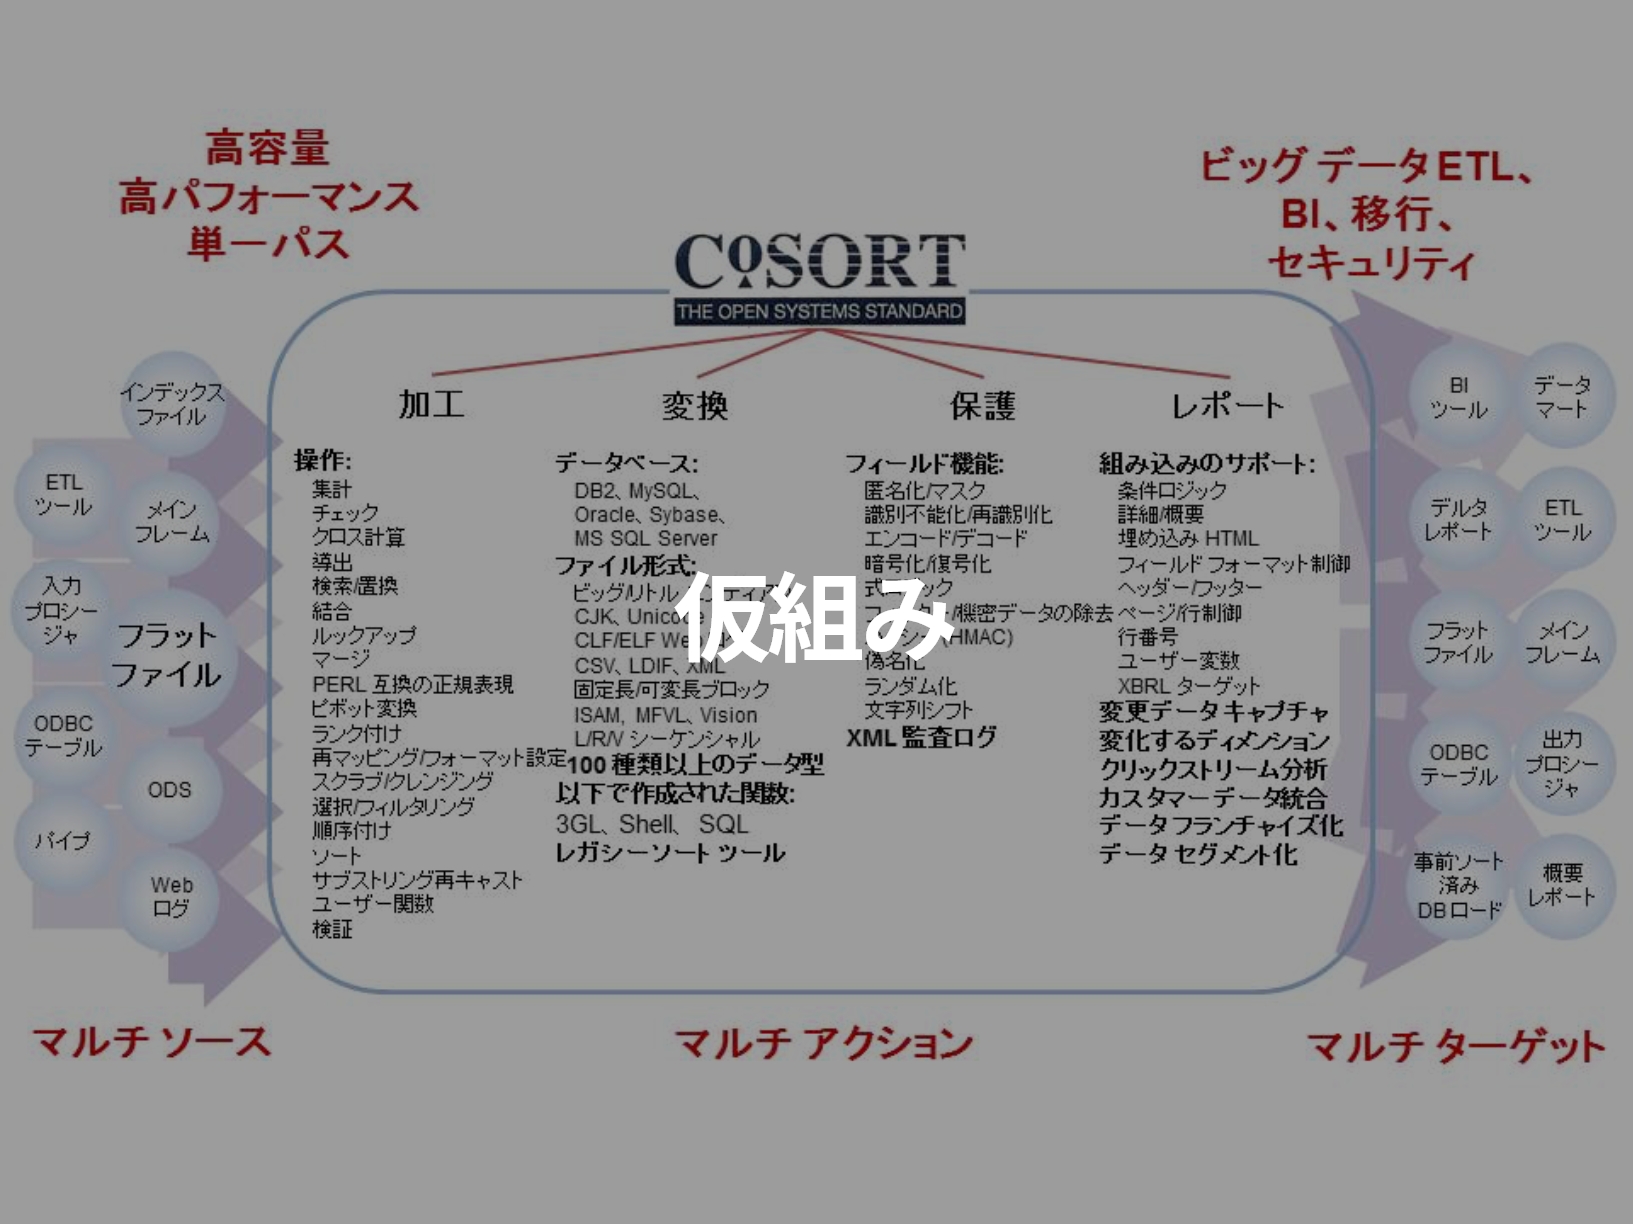 高容量
高パフォーマンス
単一パス
ビッグ データETL、
BI、移行、
セキュリティ
CoSORT
THE OPEN SYSTEMS STANDARD
インデックス
ファイル
ETL
ツール
メイン
フレーム
入力
プロシー
ジャ
フラット
ファイル
ODBC
テーブル
ODS
パイプ
Web
ログ
加工
操作:
集計
チェック
クロス計算
導出
検索/置換
結合
ルックアップ
マージ
PERL 互換の正規表現
ピボット変換
ランク付け
再マッピング/フォーマット設定
スクラブ/クレンジング
選択/フィルタリング
順序付け
ソート
サブストリング再キャスト
ユーザー関数
検証
変換
データベース:
DB2、MySQL、
Oracle、Sybase、
MS SQL Server
ファイル形式:
ビッグ/リトル
CJK, Unicode
CLF/ELF Web
CSV、LDIF、XML
固定長/可変長ブロック
ISAM, MFVL、Vision
L/R/V シーケンシャル
100 種類以上のデータ型
以下で作成された関数:
3GL、Shell、 SQL
レガシーソート ツール
保護
フィールド機能:
匿名化/マスク
識別不能化/再識別化
エンコード/デコード
暗号化/復号化
式
/機密データの除去
(HMAC)
偽名化
ランダム化
文字列シフト
XML 監査ログ
レポート
組み込みのサポート:
条件ロジック
詳細/概要
埋め込み HTML
フィールド フォーマット制御
ヘッダー/フッター
ページ/行制御
行番号
ユーザー変数
XBRL ターゲット
変更データ キャプチャ
変化するディメンション
クリックストリーム分析
カスタマー データ統合
データ フランチャイズ化
データ セグメント化
仮組み
BI
ツール
データ
マート
デルタ
レポート
ETL
ツール
フラット
ファイル
メイン
フレーム
ODBC
テーブル
出力
プロシー
ジャ
事前ソート
済み
DBロード
概要
レポート
マルチ ソース
マルチ アクション
マルチ ターゲット